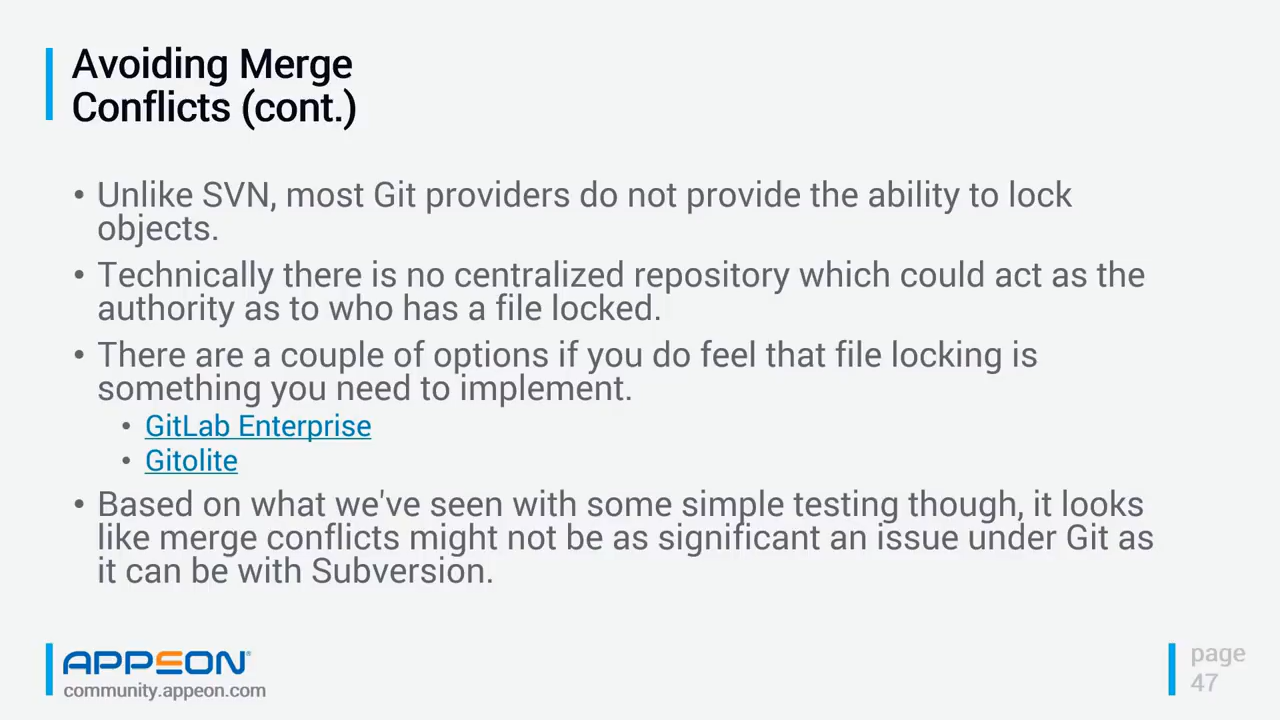 Avoiding Merge
Conflicts (cont.)
• Unlike SVN, most Git providers do not provide the ability to lock
objects.
• Technically there is no centralized repository which could act as the
authority as to who has a file locked.
• There are a couple of options if you do feel that file locking is
something you need to implement.
• GitLab Enterprise
• Gitolite
• Based on what we've seen with some simple testing though, it looks
like merge conflicts might not be as significant an issue under Git as
it can be with Subversion.
APPEON®
community.appeon.com
page
47